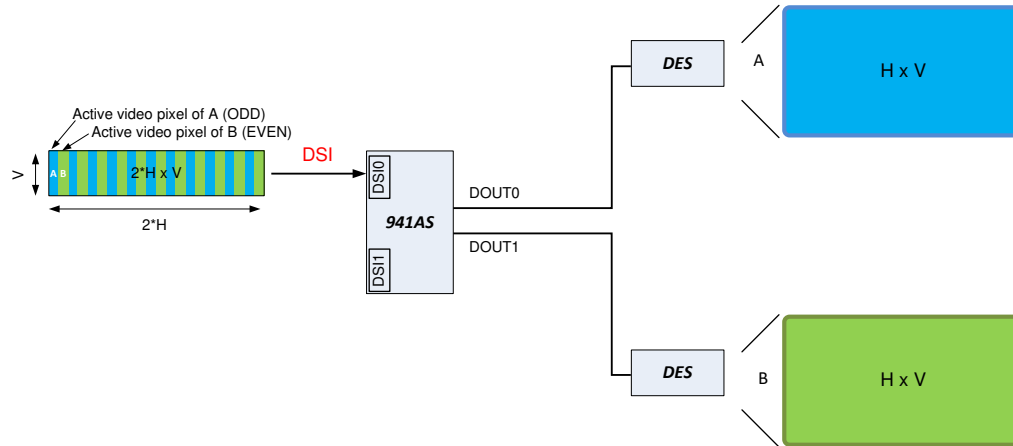 Active video pixel of A (ODD)
Active video pixel of B (EVEN)
V
A B
2*H x V
2*H
DSI
DSI0
941AS
DSI1
DOUT0
DOUT1
DES
A
H x V
DES
B
H x V